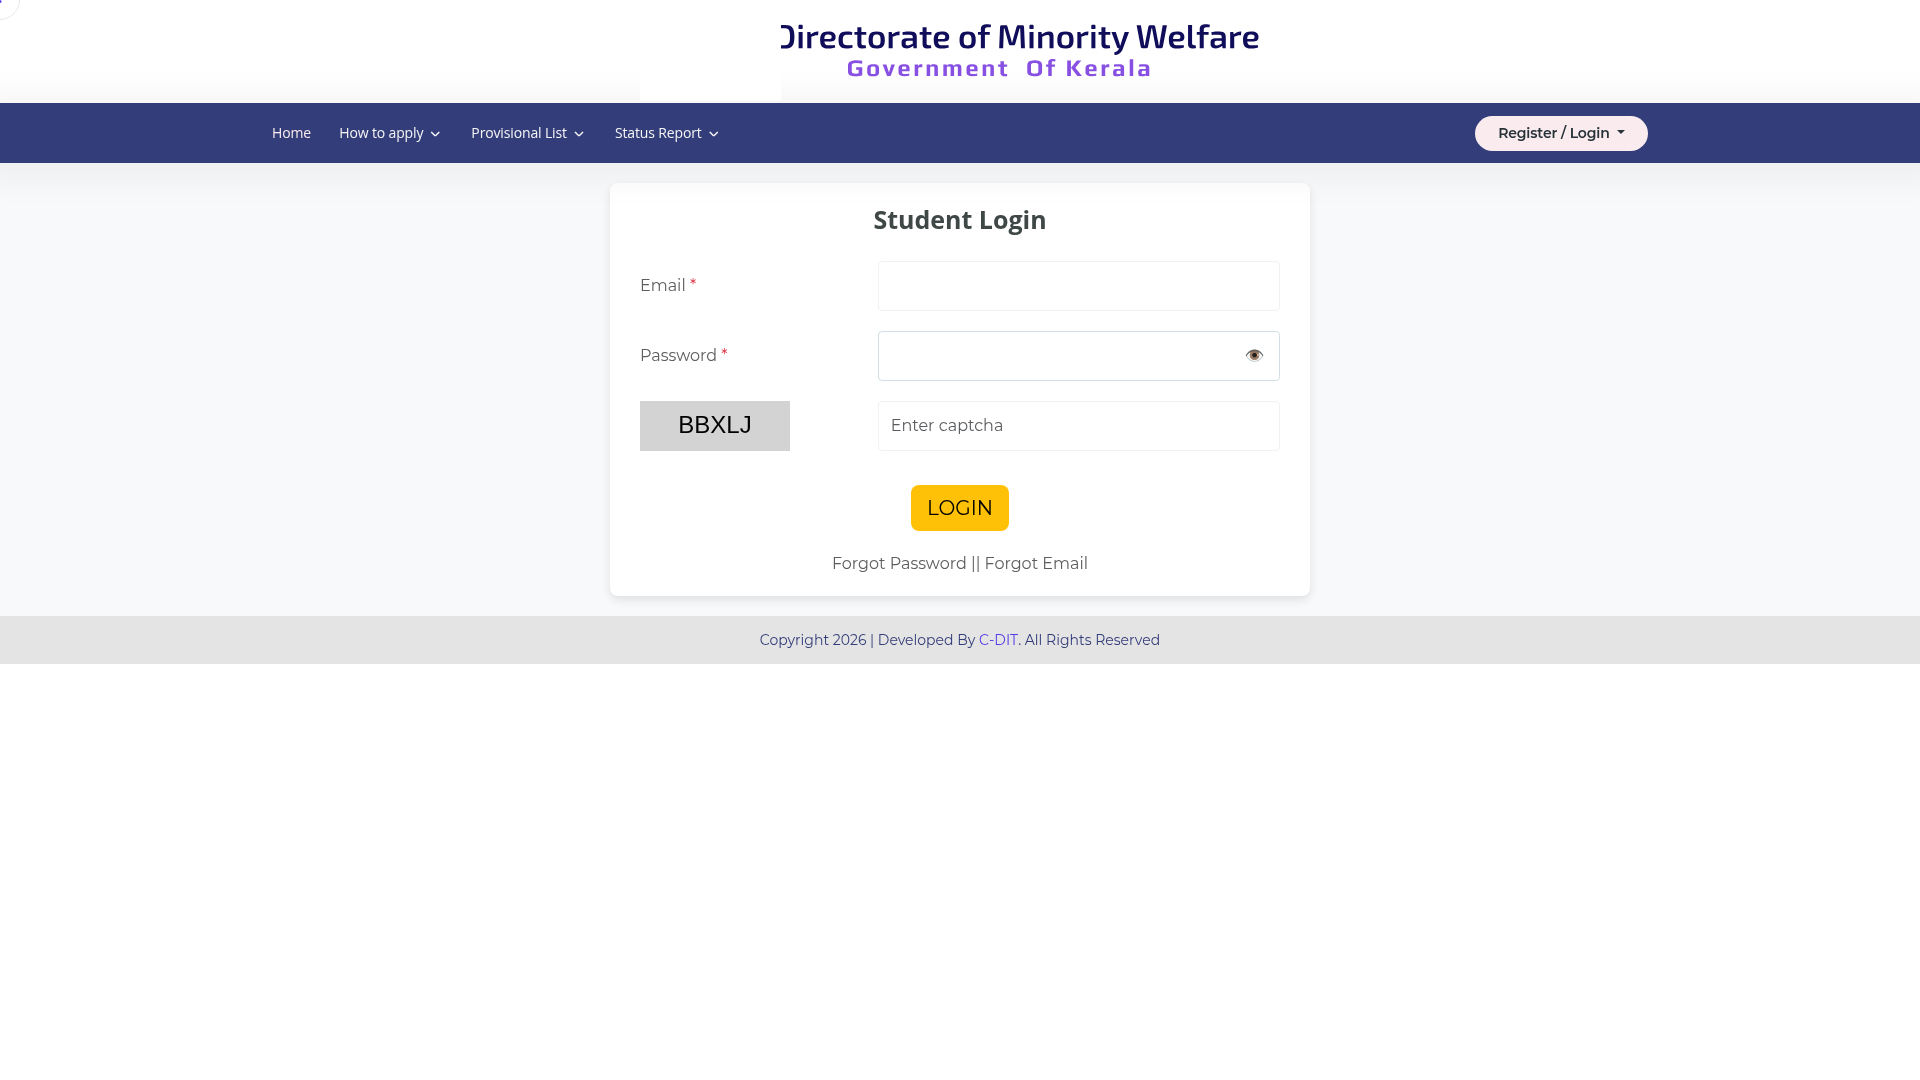 Directorate of Minority Welfare
Government Of Kerala
Home How to apply Provisional List Status Report Register / Login
Student Login
Email *
Password *
BBXLJ Enter captcha
LOGIN
Forgot Password || Forgot Email
Copyright 2026 | Developed By C-DIT. All Rights Reserved